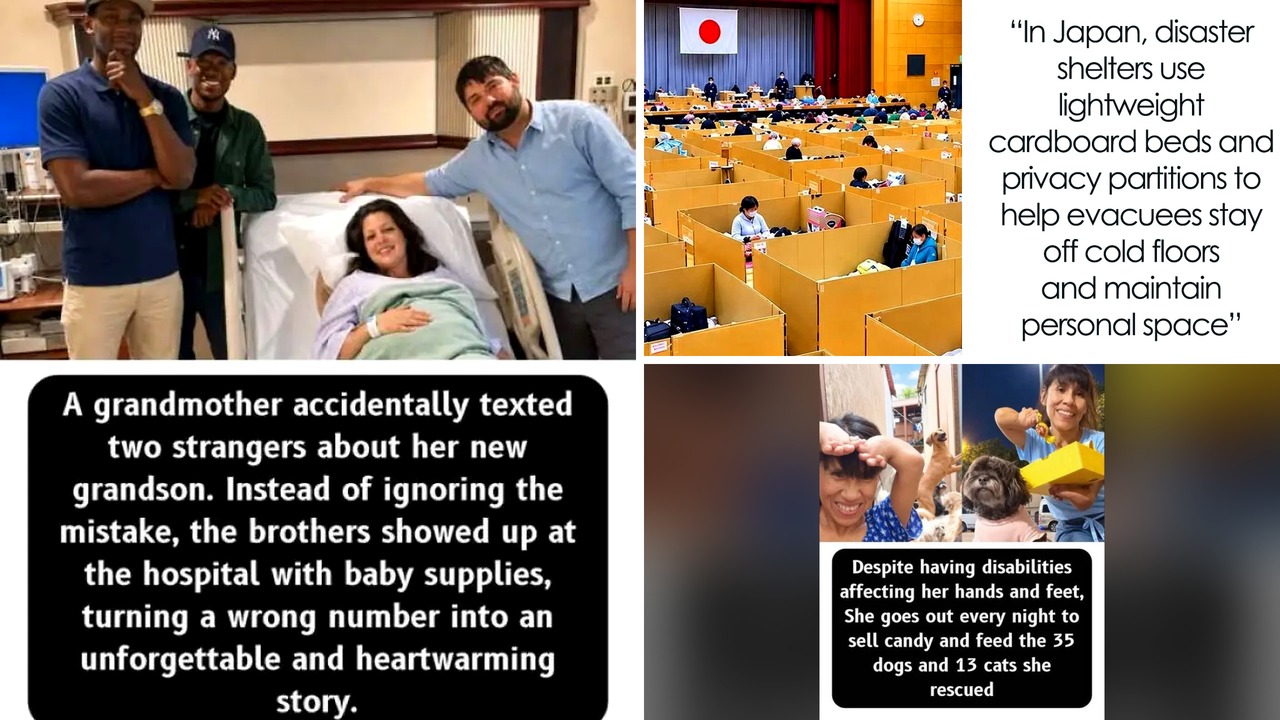 A grandmother accidentally texted
two strangers about her new
grandson. Instead of ignoring the
mistake, the brothers showed up at
the hospital with baby supplies,
turning a wrong number into an
unforgettable and heartwarming
story.
“In Japan, disaster
shelters use
lightweight
cardboard beds and
privacy partitions to
help evacuees stay
off cold floors
and maintain
personal space”
Despite having disabilities
affecting her hands and feet,
She goes out every night to
sell candy and feed the 35
dogs and 13 cats she
rescued